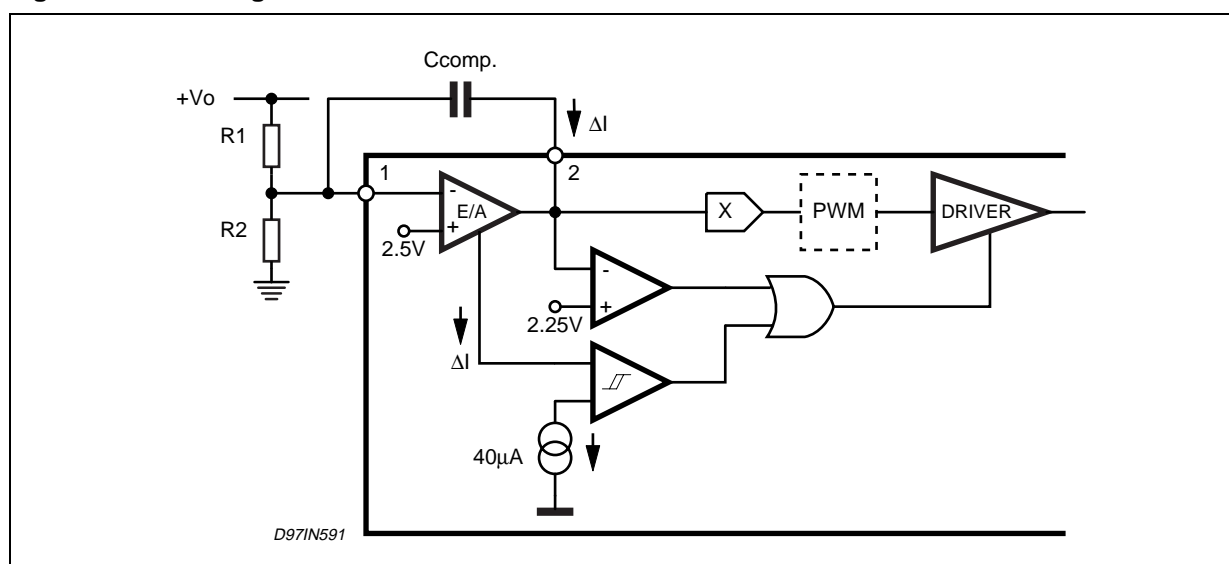 Ccomp.
+Vo
ΔI
R1
1
2
-
E/A
+
X
PWM
DRIVER
R2
2.5V
-
+
2.25V
ΔI
40μA
D97IN591